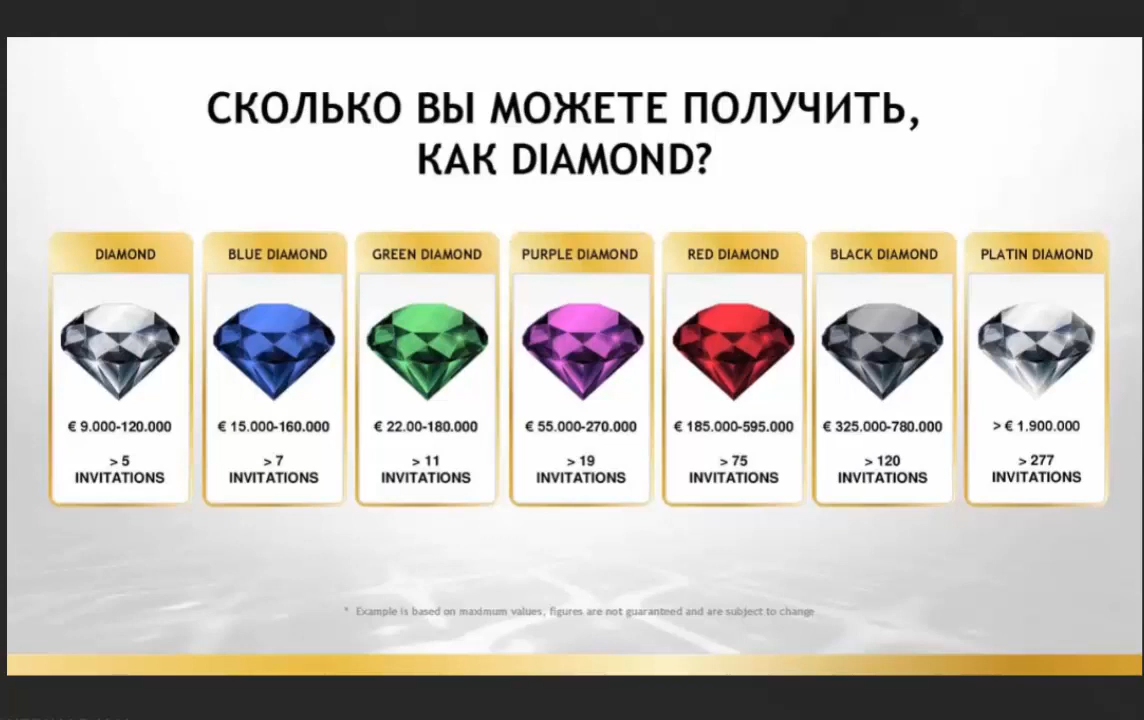 СКОЛЬКО ВЫ МОЖЕТЕ ПОЛУЧИТЬ,
КАК DIAMOND?
DIAMOND
€ 9.000-120.000
> 5
INVITATIONS
BLUE DIAMOND
€ 15.000-160.000
> 7
INVITATIONS
GREEN DIAMOND
€ 22.00-180.000
> 11
INVITATIONS
PURPLE DIAMOND
€ 55.000-270.000
> 19
INVITATIONS
RED DIAMOND
€ 185.000-595.000
> 75
INVITATIONS
BLACK DIAMOND
€ 325.000-780.000
> 120
INVITATIONS
PLATIN DIAMOND
> € 1.900.000
> 277
INVITATIONS
* Example is based on maximum values, figures are not guaranteed and are subject to change